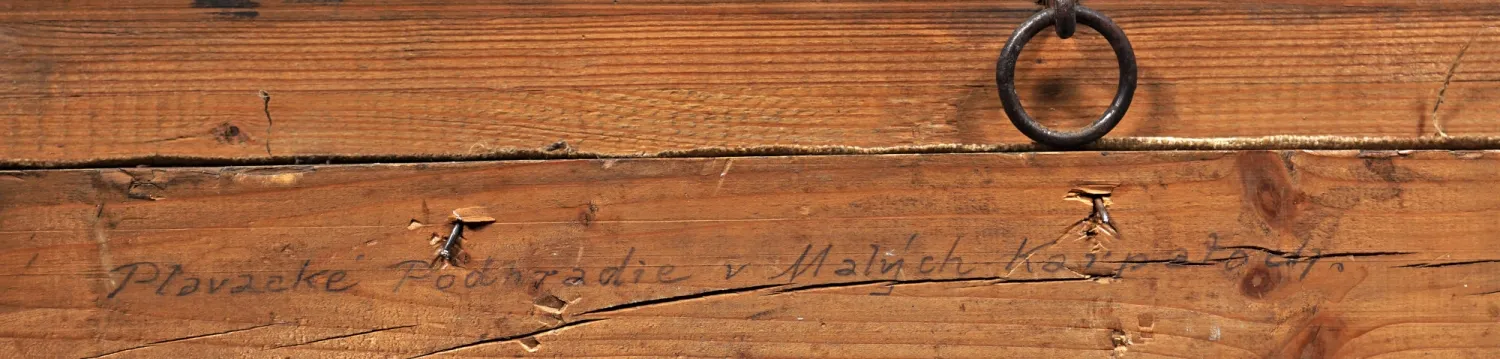 Plavacké Podhradie v Malých Karpatoch.